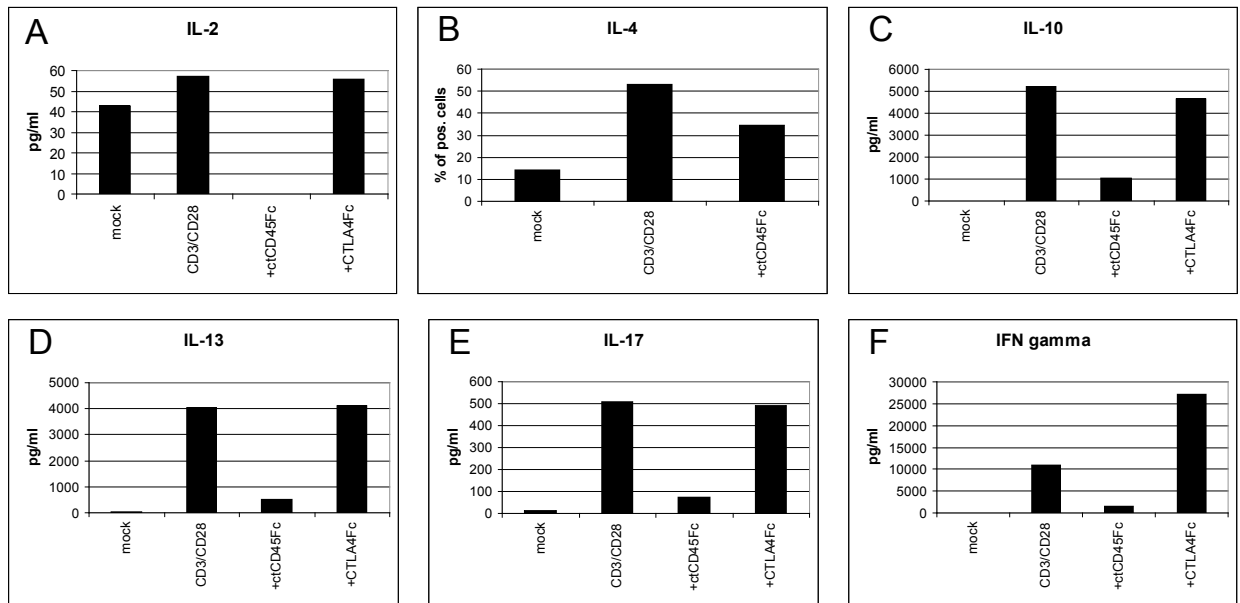 A
IL-2
pg/ml
60
50
40
30
20
10
0
mock
CD3/CD28
+ctCD45Fc
+CTLA4Fc
B
IL-4
% of pos. cells
60
50
40
30
20
10
0
mock
CD3/CD28
+ctCD45Fc
C
IL-10
pg/ml
6000
5000
4000
3000
2000
1000
0
mock
CD3/CD28
+ctCD45Fc
+CTLA4Fc
D
IL-13
pg/ml
5000
4000
3000
2000
1000
0
mock
CD3/CD28
+ctCD45Fc
+CTLA4Fc
E
IL-17
pg/ml
600
500
400
300
200
100
0
mock
CD3/CD28
+ctCD45Fc
+CTLA4Fc
F
IFN gamma
pg/ml
30000
25000
20000
15000
10000
5000
0
mock
CD3/CD28
+ctCD45Fc
+CTLA4Fc